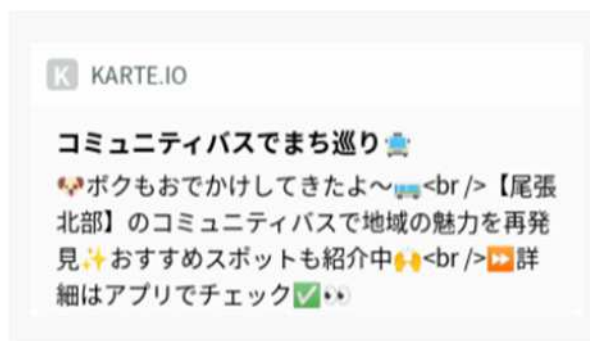 K KARTE.IO
コミュニティバスでまち巡り🚔
🐶ボクもおでかけしてきたよ〜🚌<br />【尾張
北部】のコミュニティバスで地域の魅力を再発
見✨おすすめスポットも紹介中🙌<br />⏩詳
細はアプリでチェック✅👀